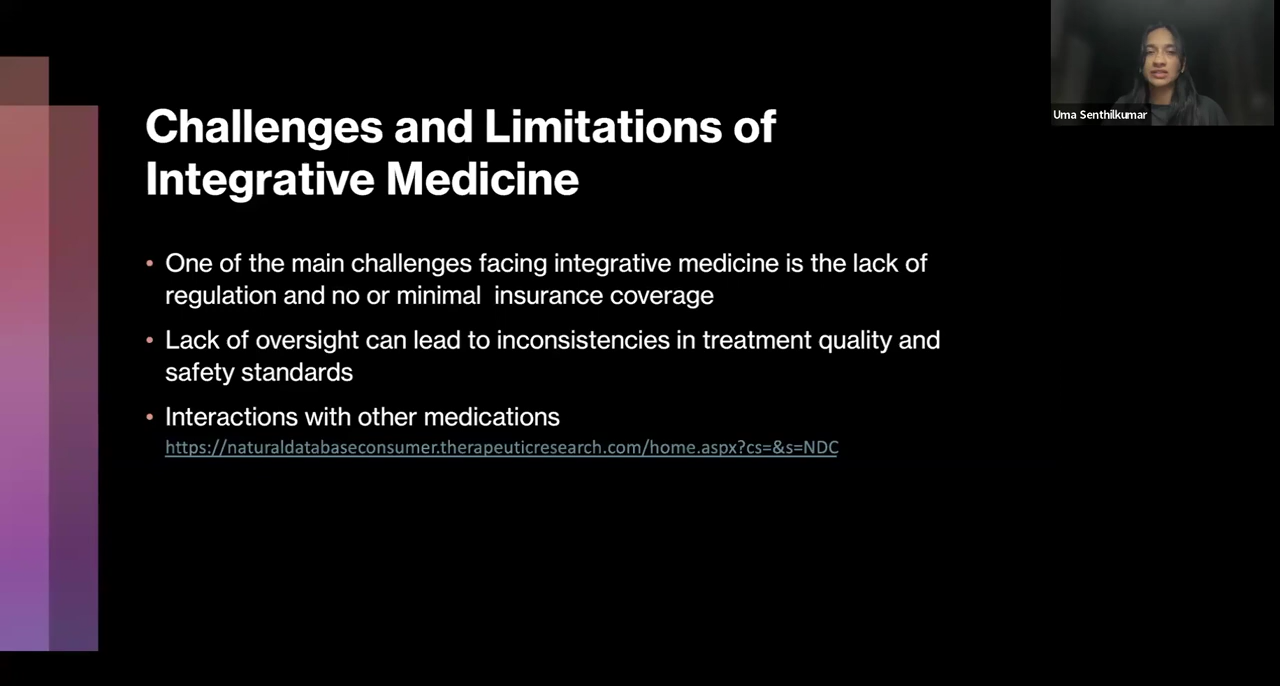 Uma Senthilkumar
Challenges and Limitations of
Integrative Medicine
• One of the main challenges facing integrative medicine is the lack of
regulation and no or minimal  insurance coverage
• Lack of oversight can lead to inconsistencies in treatment quality and
safety standards
• Interactions with other medications
https://naturaldatabaseconsumer.therapeuticresearch.com/home.aspx?cs=&s=NDC